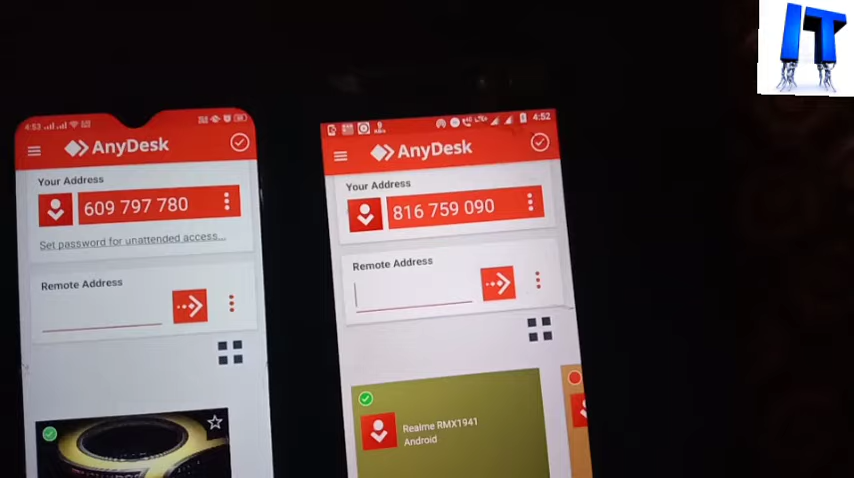 IT
4:53
AnyDesk
Your Address
609 797 780
Set password for unattended access...
Remote Address
4:52
AnyDesk
Your Address
816 759 090
Remote Address
Realme RMX1941
Android